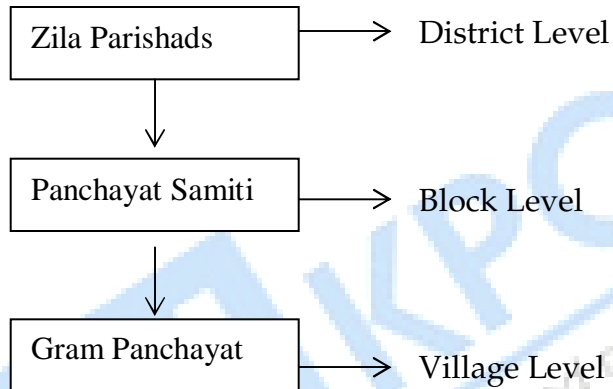 Zila Parishads District Level
Panchayat Samiti Block Level
Gram Panchayat Village Level